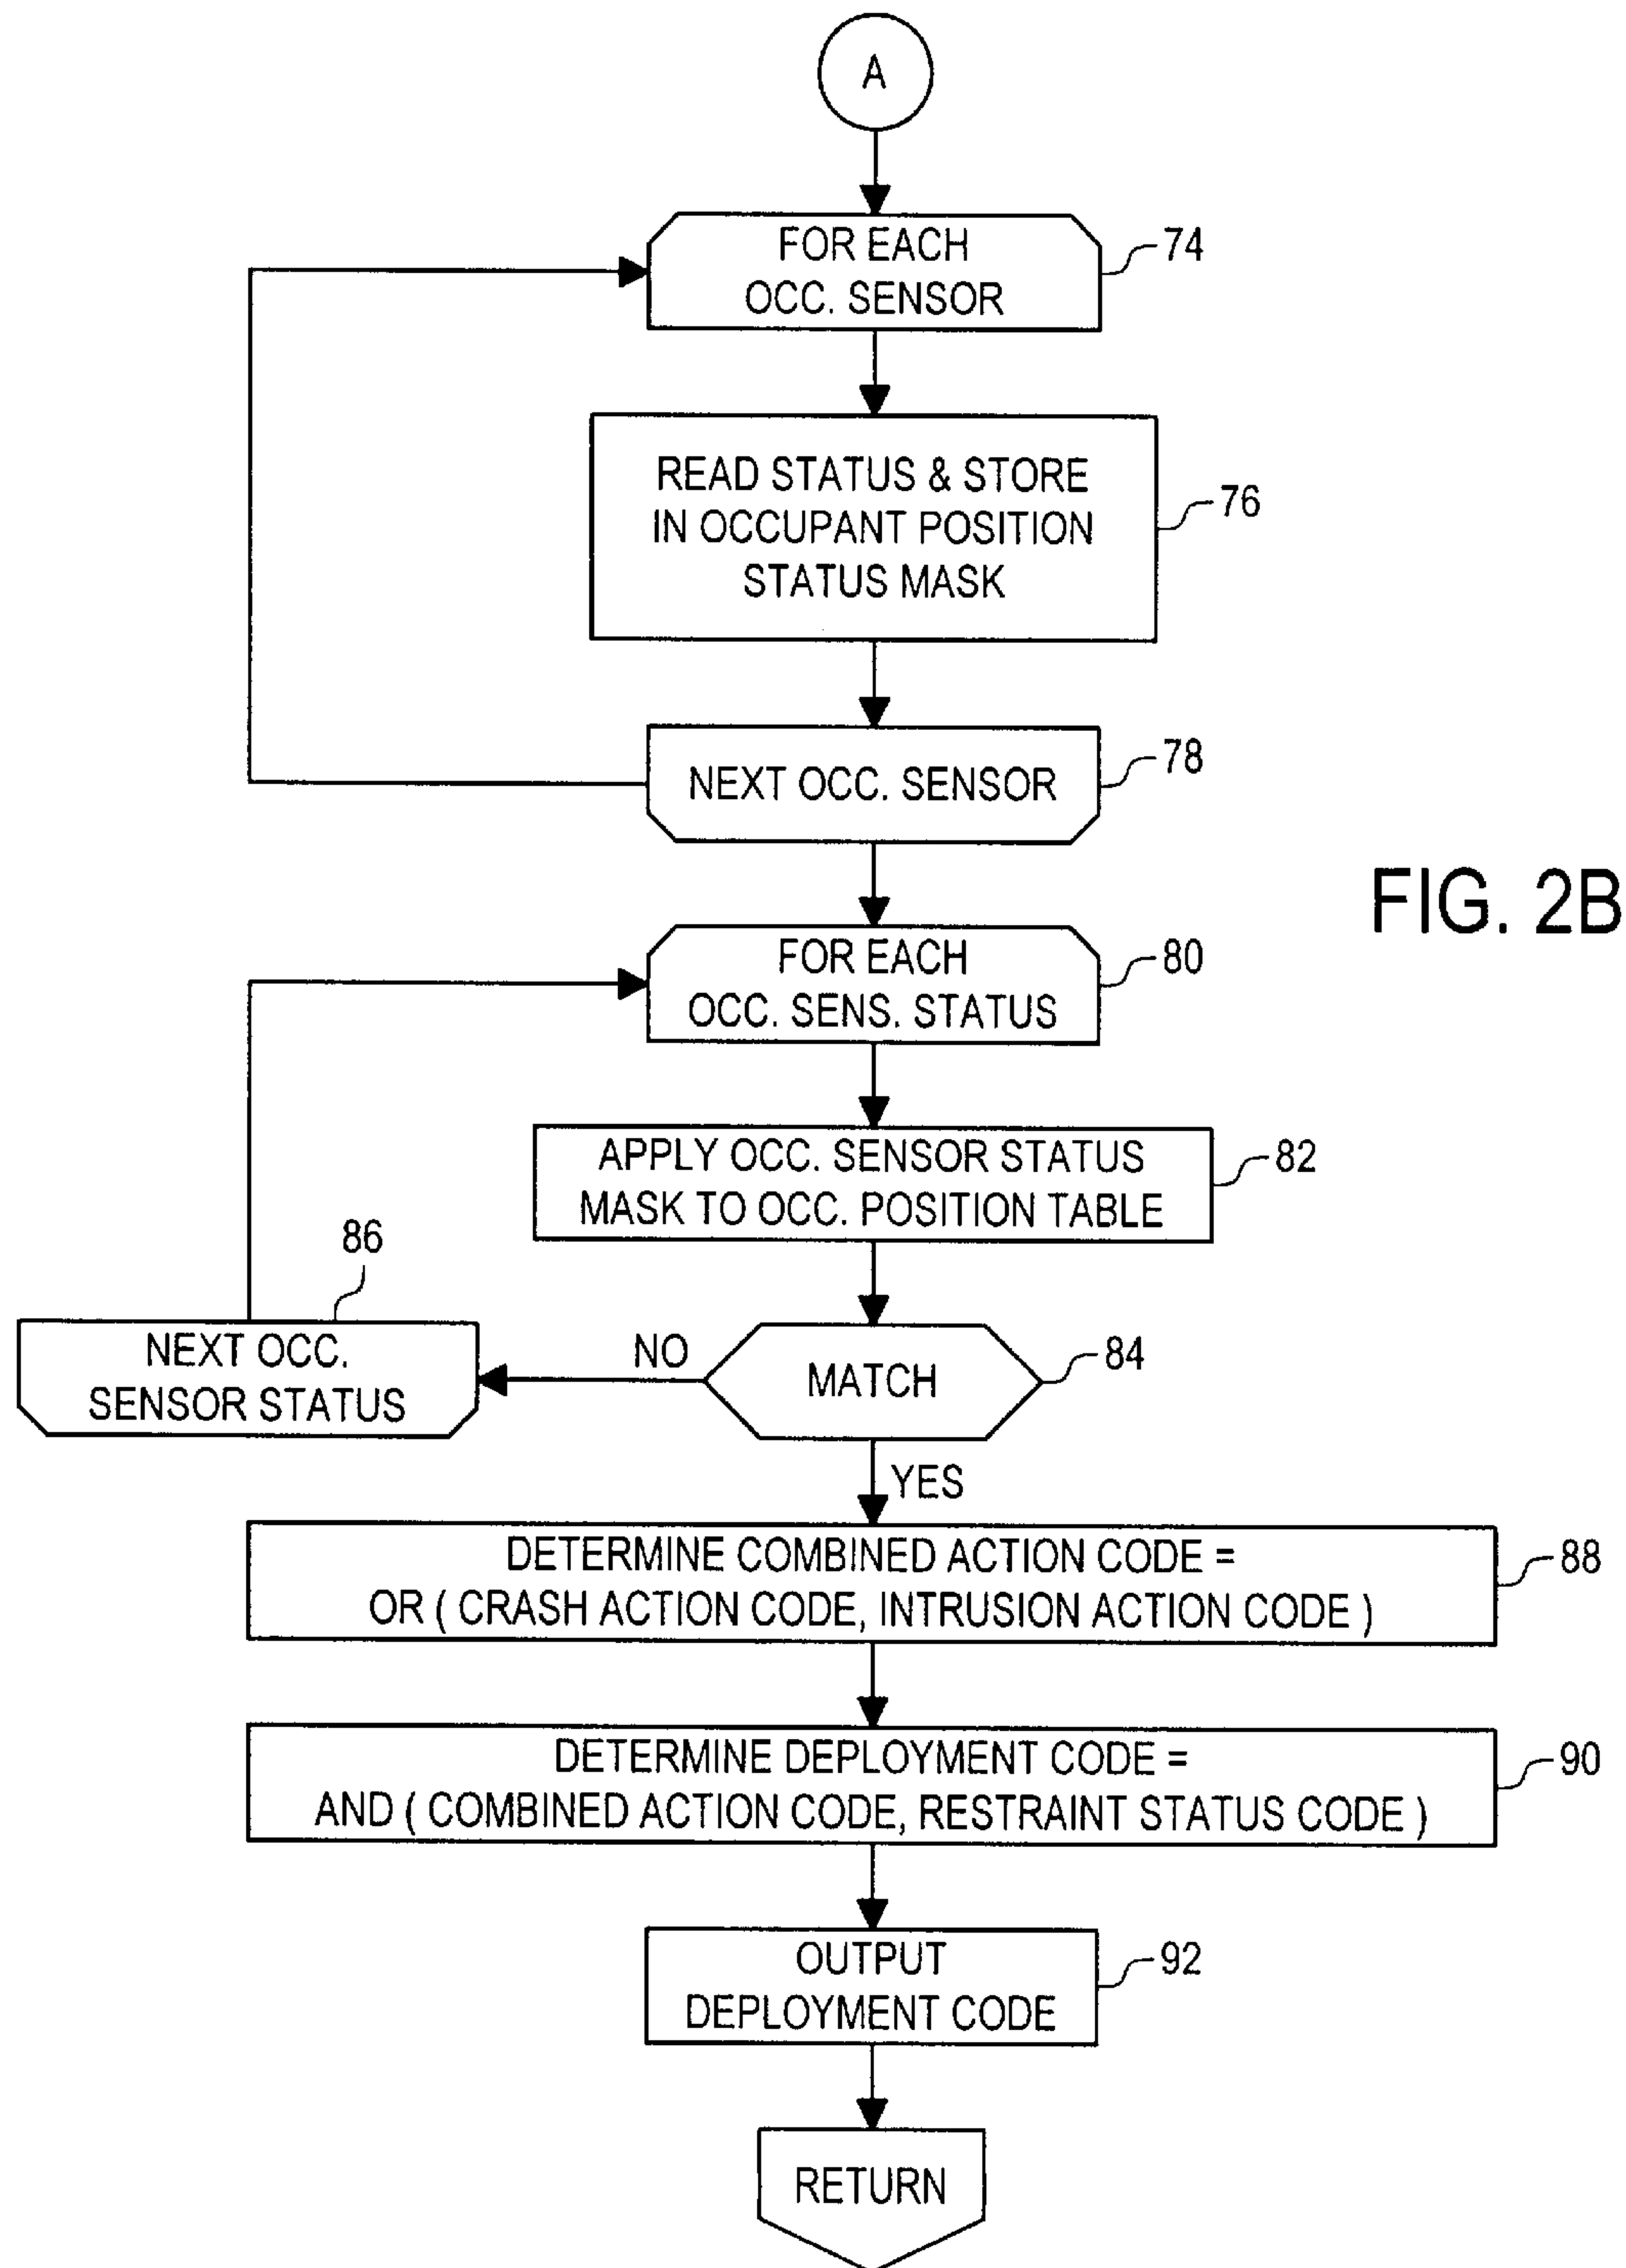 A
FOR EACH
OCC. SENSOR
74
READ STATUS & STORE
IN OCCUPANT POSITION
STATUS MASK
76
NEXT OCC. SENSOR
78
FIG. 2B
FOR EACH
OCC. SENS. STATUS
80
APPLY OCC. SENSOR STATUS
MASK TO OCC. POSITION TABLE
82
86
NEXT OCC.
SENSOR STATUS
NO
MATCH
84
YES
DETERMINE COMBINED ACTION CODE =
OR ( CRASH ACTION CODE, INTRUSION ACTION CODE )
88
DETERMINE DEPLOYMENT CODE =
AND ( COMBINED ACTION CODE, RESTRAINT STATUS CODE )
90
OUTPUT
DEPLOYMENT CODE
92
RETURN